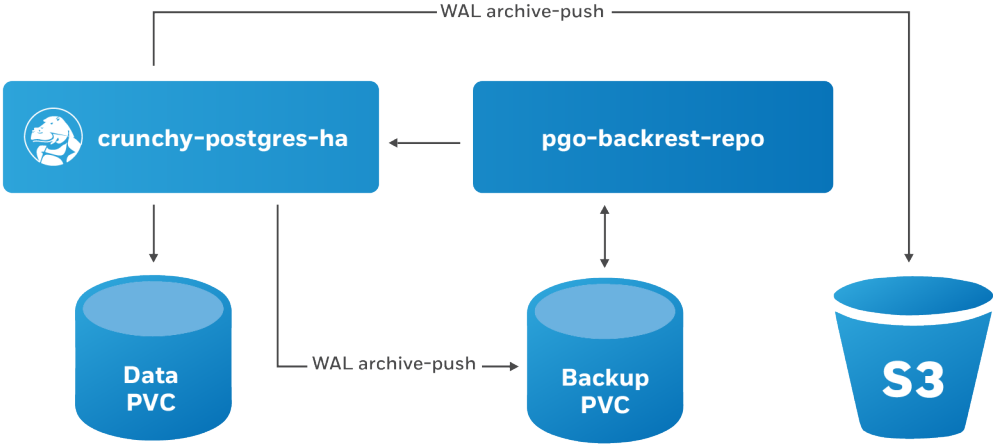 WAL archive-push
crunchy-postgres-ha
pgo-backrest-repo
WAL archive-push
Data
PVC
Backup
PVC
S3